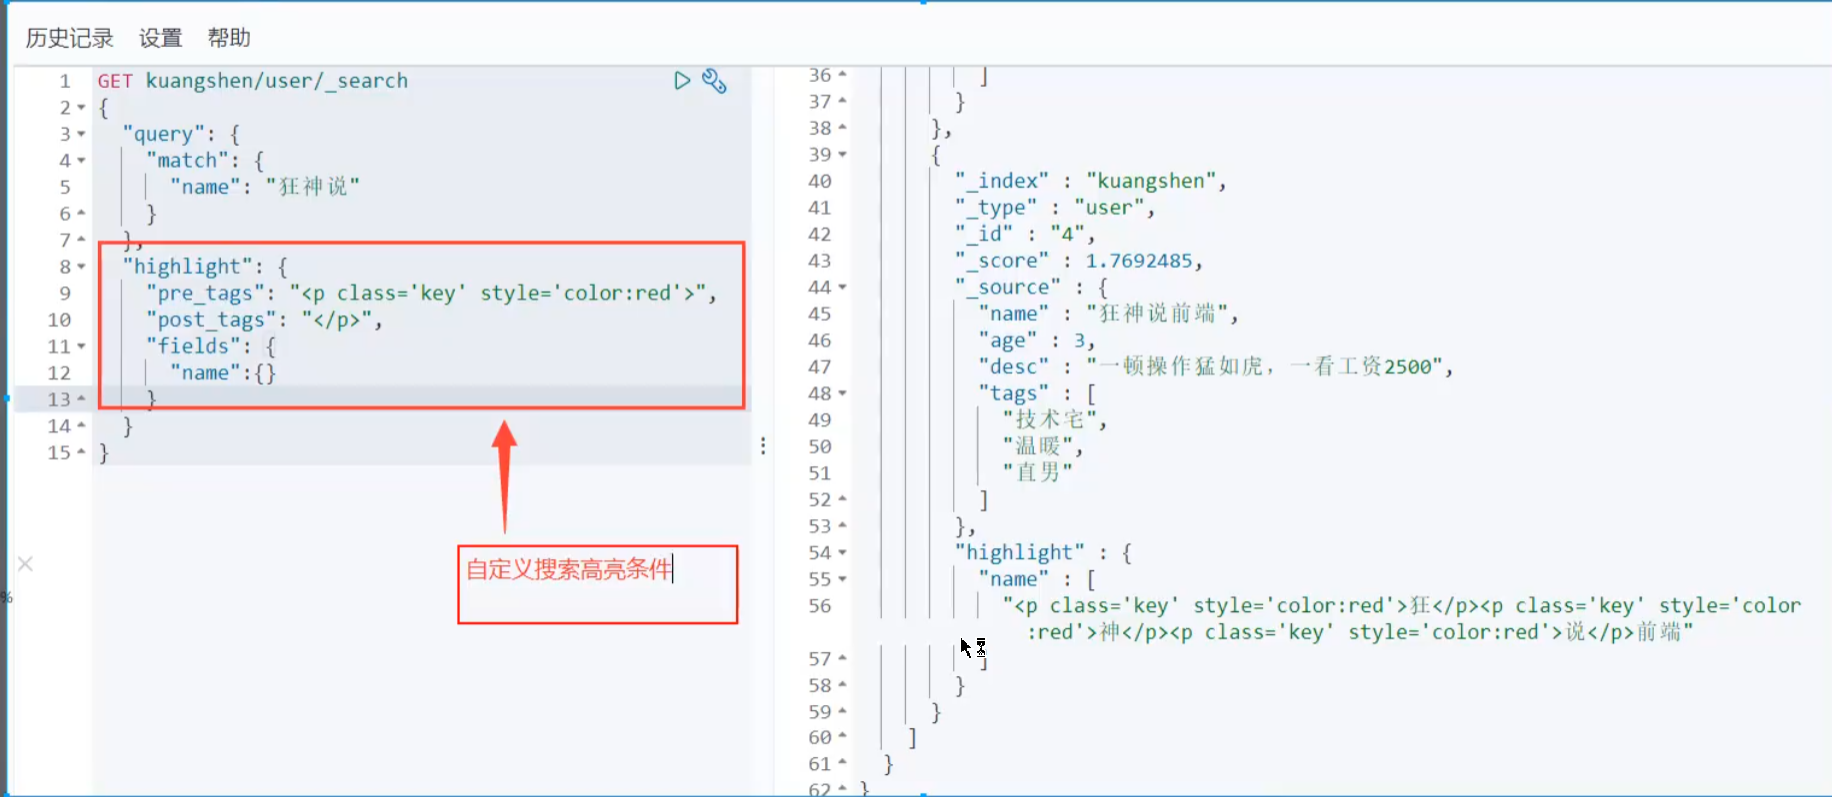 历史记录 设置 帮助
1 GET kuangshen/user/_search
2 {
3 "query": {
4 "match": {
5 "name": "狂神说"
6 }
7 },
8 "highlight": {
9 "pre_tags": "<p class='key' style='color:red'>",
10 "post_tags": "</p>",
11 "fields": {
12 "name":{}
13 }
14 }
15 }
自定义搜索高亮条件
%
36 ]
37 }
38 },
39 {
40 "_index" : "kuangshen",
41 "_type" : "user",
42 "_id" : "4",
43 "_score" : 1.7692485,
44 "_source" : {
45 "name" : "狂神说前端",
46 "age" : 3,
47 "desc" : "一顿操作猛如虎，一看工资2500",
48 "tags" : [
49 "技术宅",
50 "温暖",
51 "直男"
52 ]
53 },
54 "highlight" : {
55 "name" : [
56 "<p class='key' style='color:red'>狂</p><p class='key' style='color
:red'>神</p><p class='key' style='color:red'>说</p>前端"
57 ]
58 }
59 }
60 ]
61 }
62 }